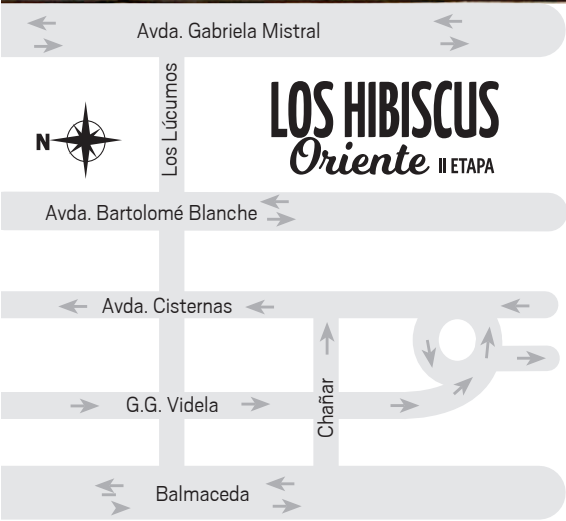 Avda. Gabriela Mistral
Los Lúcumos
LOS HIBISCUS
Oriente II ETAPA
N
Avda. Bartolomé Blanche
Avda. Cisternas
Chañar
G.G. Videla
Balmaceda